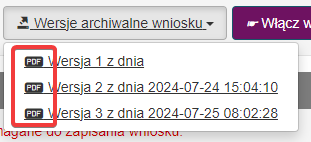 Wersje archiwalne wniosku
Włącz w
PDF Wersja 1 z dnia
PDF Wersja 2 z dnia 2024-07-24 15:04:10
PDF Wersja 3 z dnia 2024-07-25 08:02:28
magane do zapisania wniosku.